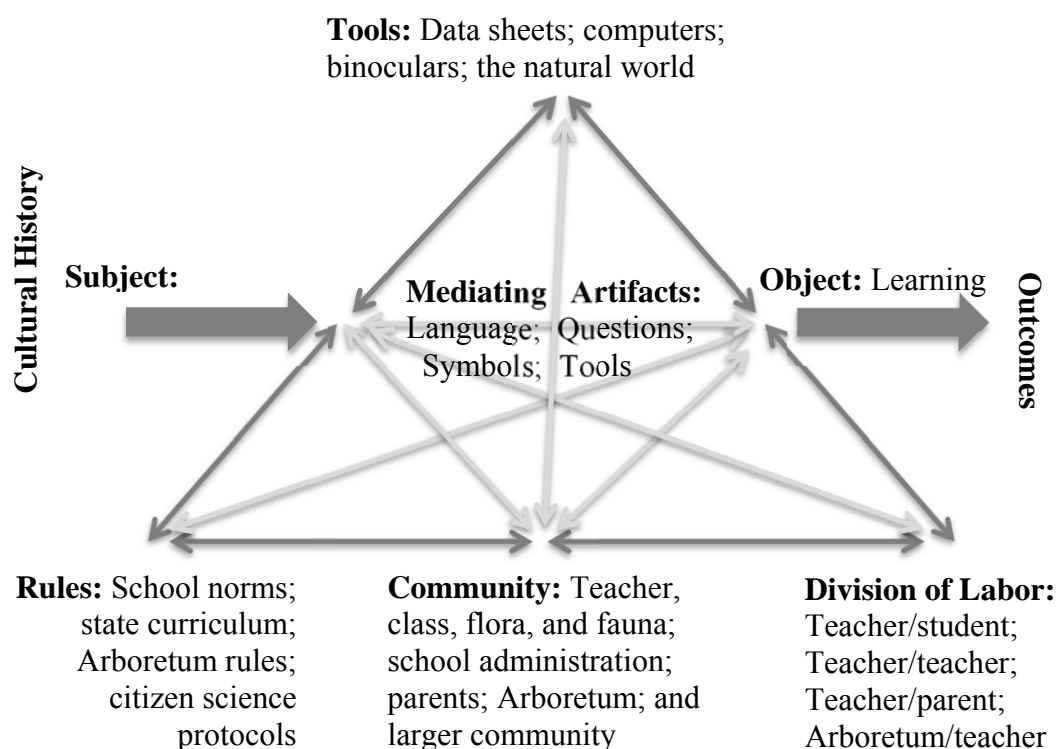 Tools: Data sheets; computers;
binoculars; the natural world
Cultural History
Subject:
Mediating Artifacts:
Language; Questions;
Symbols; Tools
Object: Learning
Outcomes
Rules: School norms;
state curriculum;
Arboretum rules;
citizen science
protocols
Community: Teacher,
class, flora, and fauna;
school administration;
parents; Arboretum; and
larger community
Division of Labor:
Teacher/student;
Teacher/teacher;
Teacher/parent;
Arboretum/teacher